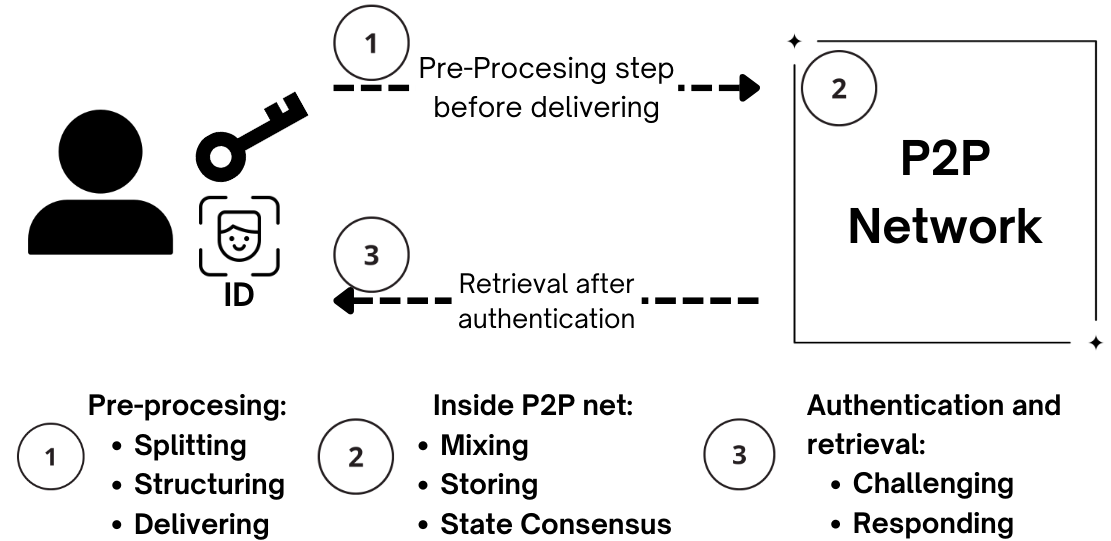 1
Pre-Procesing step
before delivering
2
P2P
Network
ID
3
Retrieval after
authentication
1
Pre-procesing:
• Splitting
• Structuring
• Delivering
2
Inside P2P net:
• Mixing
• Storing
• State Consensus
3
Authentication and
retrieval:
• Challenging
• Responding